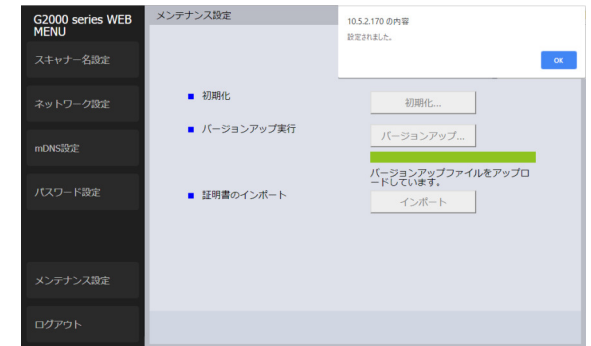 G2000 series WEB
MENU
スキャナー名設定
ネットワーク設定
mDNS設定
パスワード設定
メンテナンス設定
ログアウト
メンテナンス設定
10.5.2.170 の内容
設定されました。
OK
■ 初期化
初期化...
■ バージョンアップ実行
バージョンアップ...
バージョンアップファイルをアップロ
ードしています。
■ 証明書のインポート
インポート